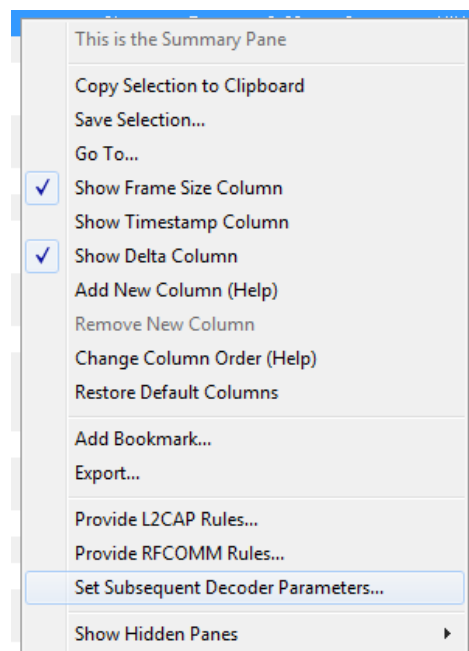 This is the Summary Pane
Copy Selection to Clipboard
Save Selection...
Go To...
Show Frame Size Column
Show Timestamp Column
Show Delta Column
Add New Column (Help)
Remove New Column
Change Column Order (Help)
Restore Default Columns
Add Bookmark...
Export...
Provide L2CAP Rules...
Provide RFCOMM Rules...
Set Subsequent Decoder Parameters...
Show Hidden Panes